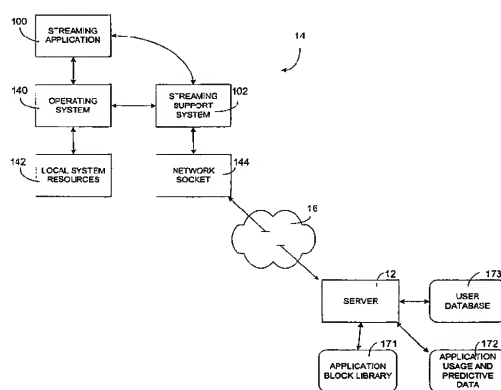 100
STREAMING
APPLICATION
14
140
OPERATING
SYSTEM
102
STREAMING
SUPPORT
SYSTEM
142
LOCAL SYSTEM
RESOURCES
144
NETWORK
SOCKET
16
12
SERVER
173
USER
DATABASE
171
APPLICATION
BLOCK LIBRARY
172
APPLICATION
USAGE AND
PREDICTIVE
DATA